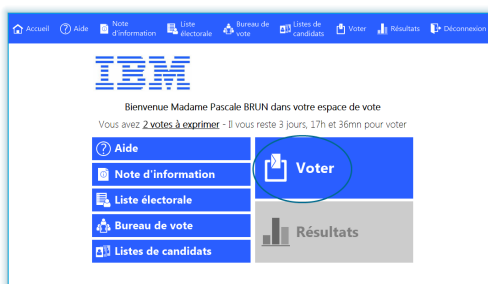 Accueil Aide Note d'information Liste électorale Bureau de vote Listes de candidats Voter Résultats Déconnexion
IBM
Bienvenue Madame Pascale BRUN dans votre espace de vote
Vous avez 2 votes à exprimer - Il vous reste 3 jours, 17h et 36mn pour voter
Aide
Note d'information
Liste électorale
Bureau de vote
Listes de candidats
Voter
Résultats